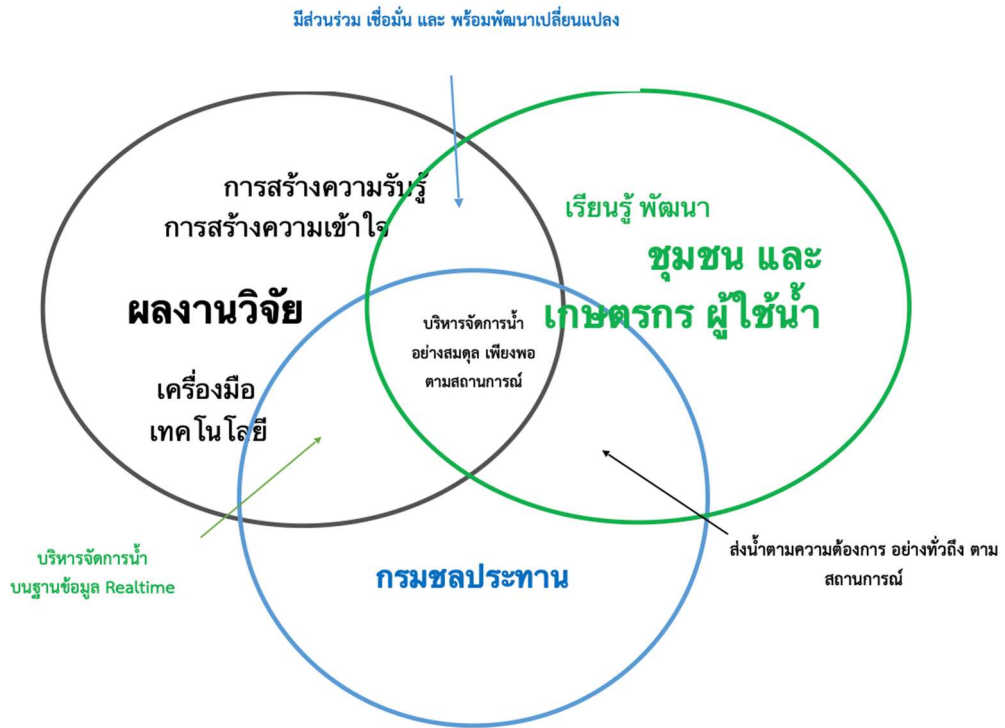 มีส่วนร่วม เชื่อมั่น และ พร้อมพัฒนาเปลี่ยนแปลง
การสร้างความรับรู้
การสร้างความเข้าใจ
ผลงานวิจัย
เครื่องมือ
เทคโนโลยี
เรียนรู้ พัฒนา
ชุมชน และ
เกษตรกร ผู้ใช้น้ำ
บริหารจัดการน้ำ
อย่างสมดุล เพียงพอ
ตามสถานการณ์
บริหารจัดการน้ำ
บนฐานข้อมูล Realtime
กรมชลประทาน
ส่งน้ำตามความต้องการ อย่างทั่วถึง ตาม
สถานการณ์